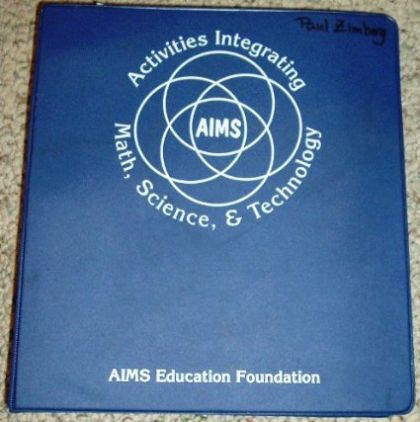 Paul Zimberg
Activities Integrating
AIMS
Math, Science, & Technology
AIMS Education Foundation